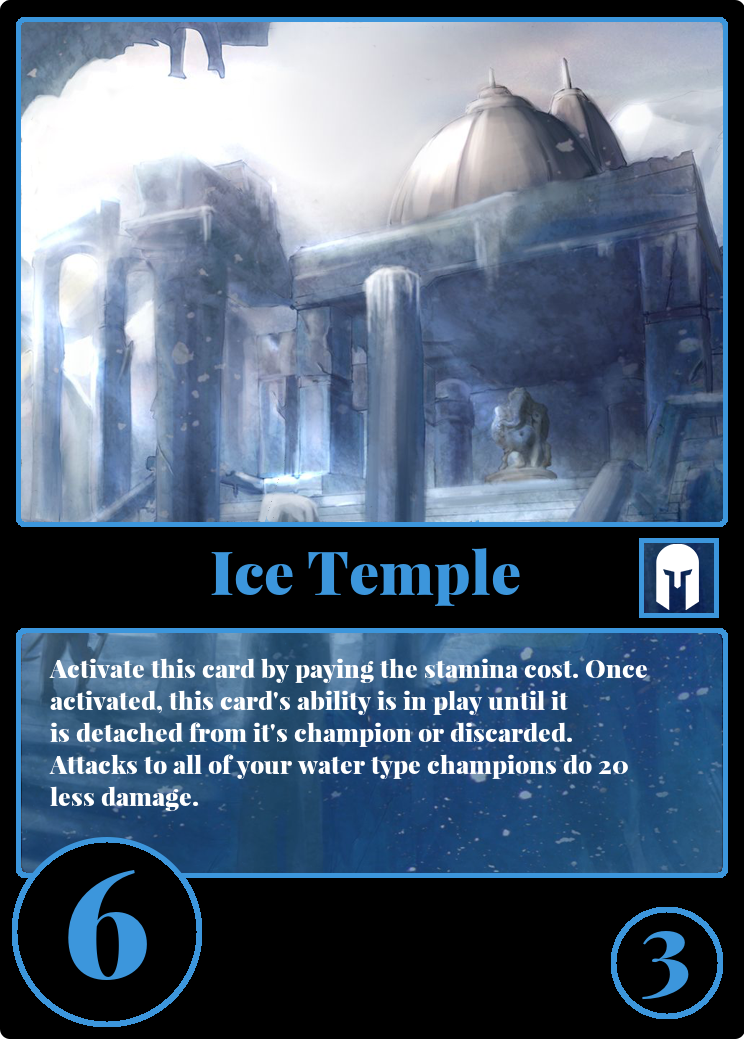 Ice Temple
Activate this card by paying the stamina cost. Once
activated, this card's ability is in play until it
is detached from it's champion or discarded.
Attacks to all of your water type champions do 20
less damage.
6
3